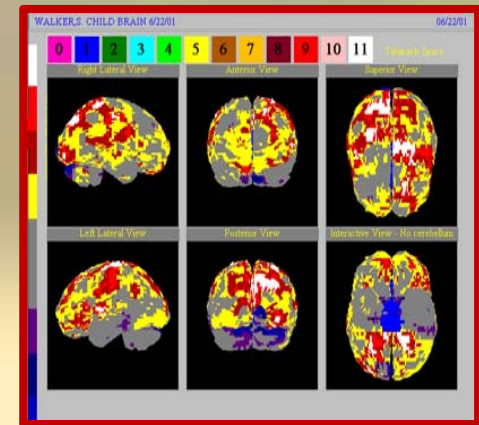 WALKER,S. CHILD BRAIN 6/22/01 06/22/01
0 1 2 3 4 5 6 7 8 9 10 11 Talairach Space
Right Lateral View Anterior View Superior View
Left Lateral View Posterior View Interactive View - No cerebellum